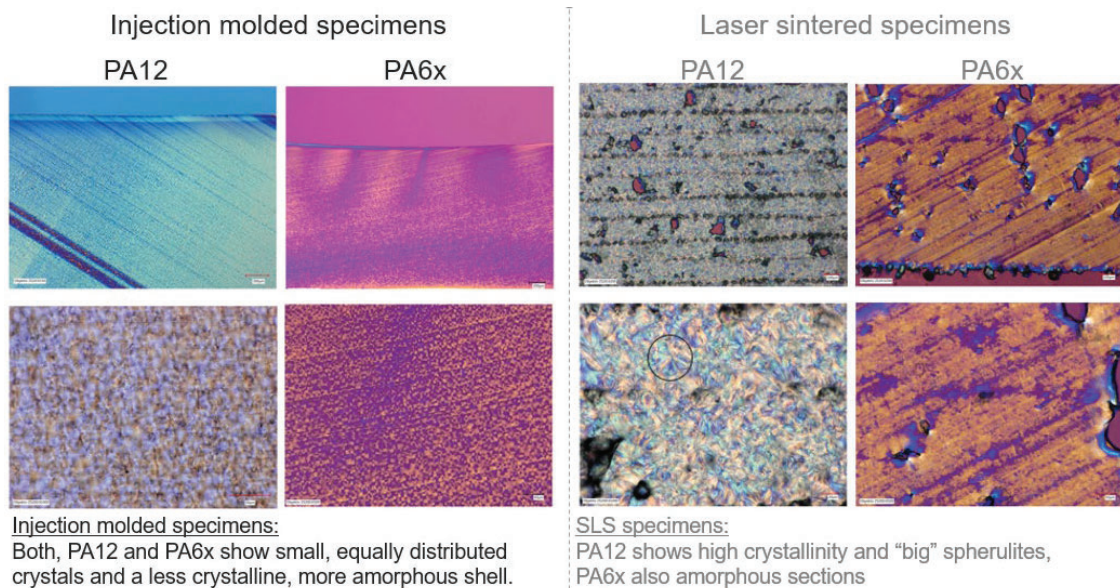 Injection molded specimens
PA12
PA6x
Laser sintered specimens
PA12
PA6x
Injection molded specimens:
Both, PA12 and PA6x show small, equally distributed
crystals and a less crystalline, more amorphous shell.
SLS specimens:
PA12 shows high crystallinity and “big” spherulites,
PA6x also amorphous sections